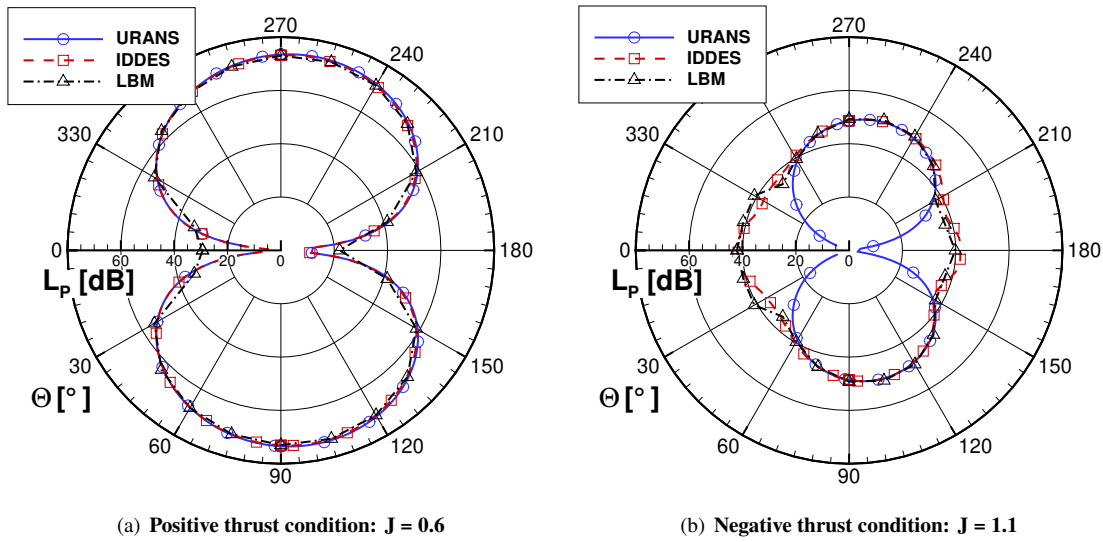 URANS
IDDES
LBM
270
240
210
180
150
120
90
60
30
0
330
60
40
20
0
L_P [dB]
Θ [°]
(a) Positive thrust condition: J = 0.6
URANS
IDDES
LBM
270
240
210
180
150
120
90
60
30
0
330
60
40
20
0
L_P [dB]
Θ [°]
(b) Negative thrust condition: J = 1.1